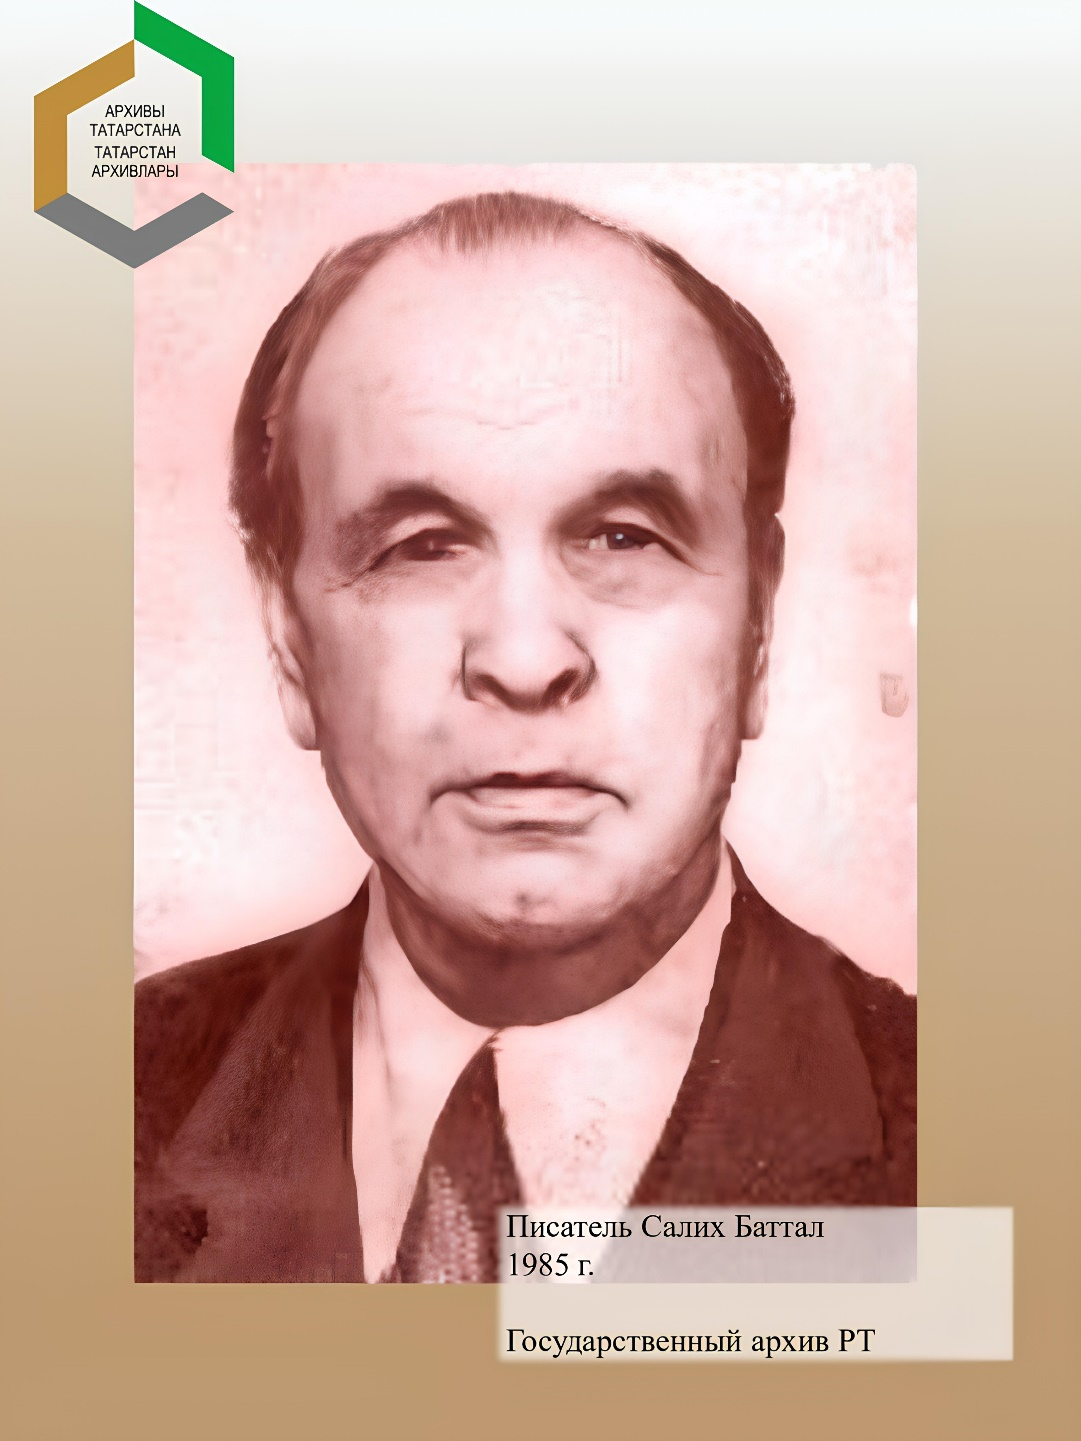 АРХИВЫ
ТАТАРСТАНА
ТАТАРСТАН
АРХИВЛАРЫ
Писатель Салих Баттал
1985 г.
Государственный архив РТ